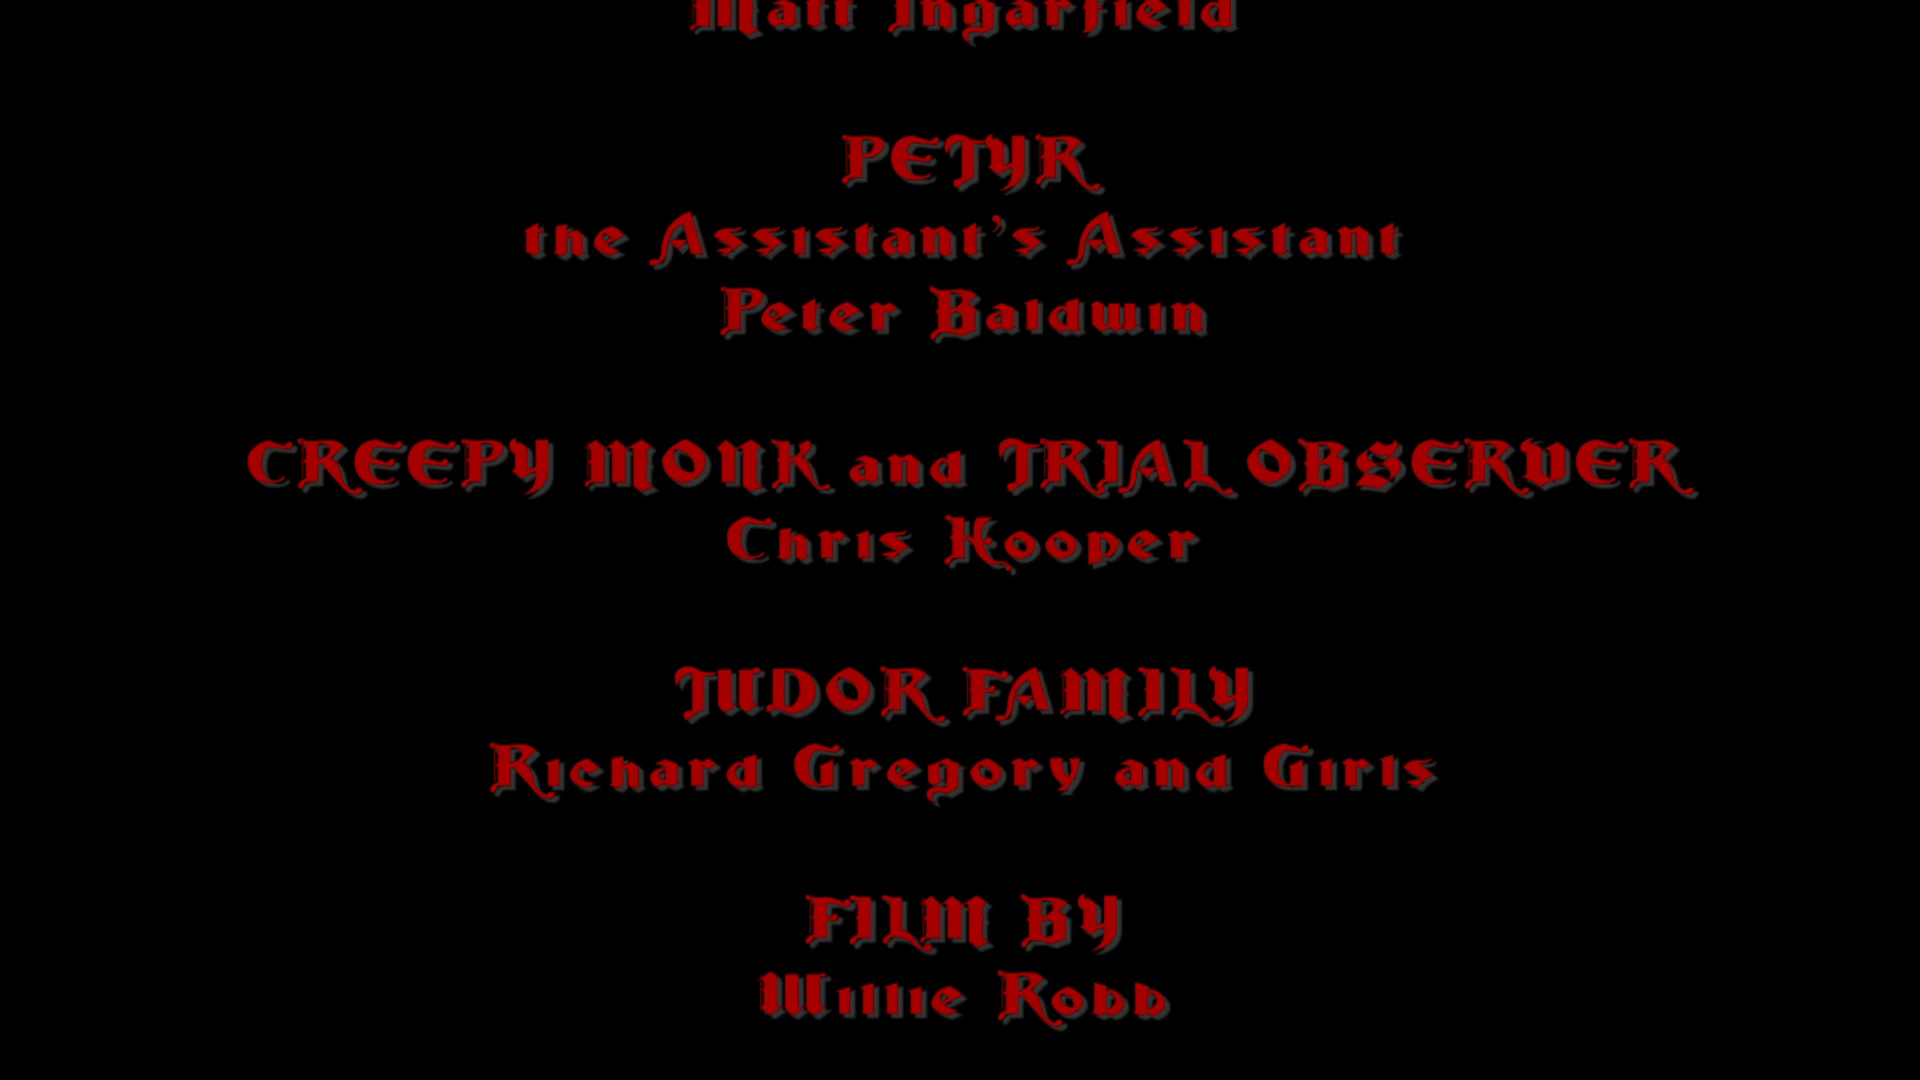 Matt Ingarfield
PETYR
the Assistant's Assistant
Peter Baldwin
CREEPY MONK and TRIAL OBSERVER
Chris Hooper
TUDOR FAMILY
Richard Gregory and Girls
FILM BY
Willie Robb